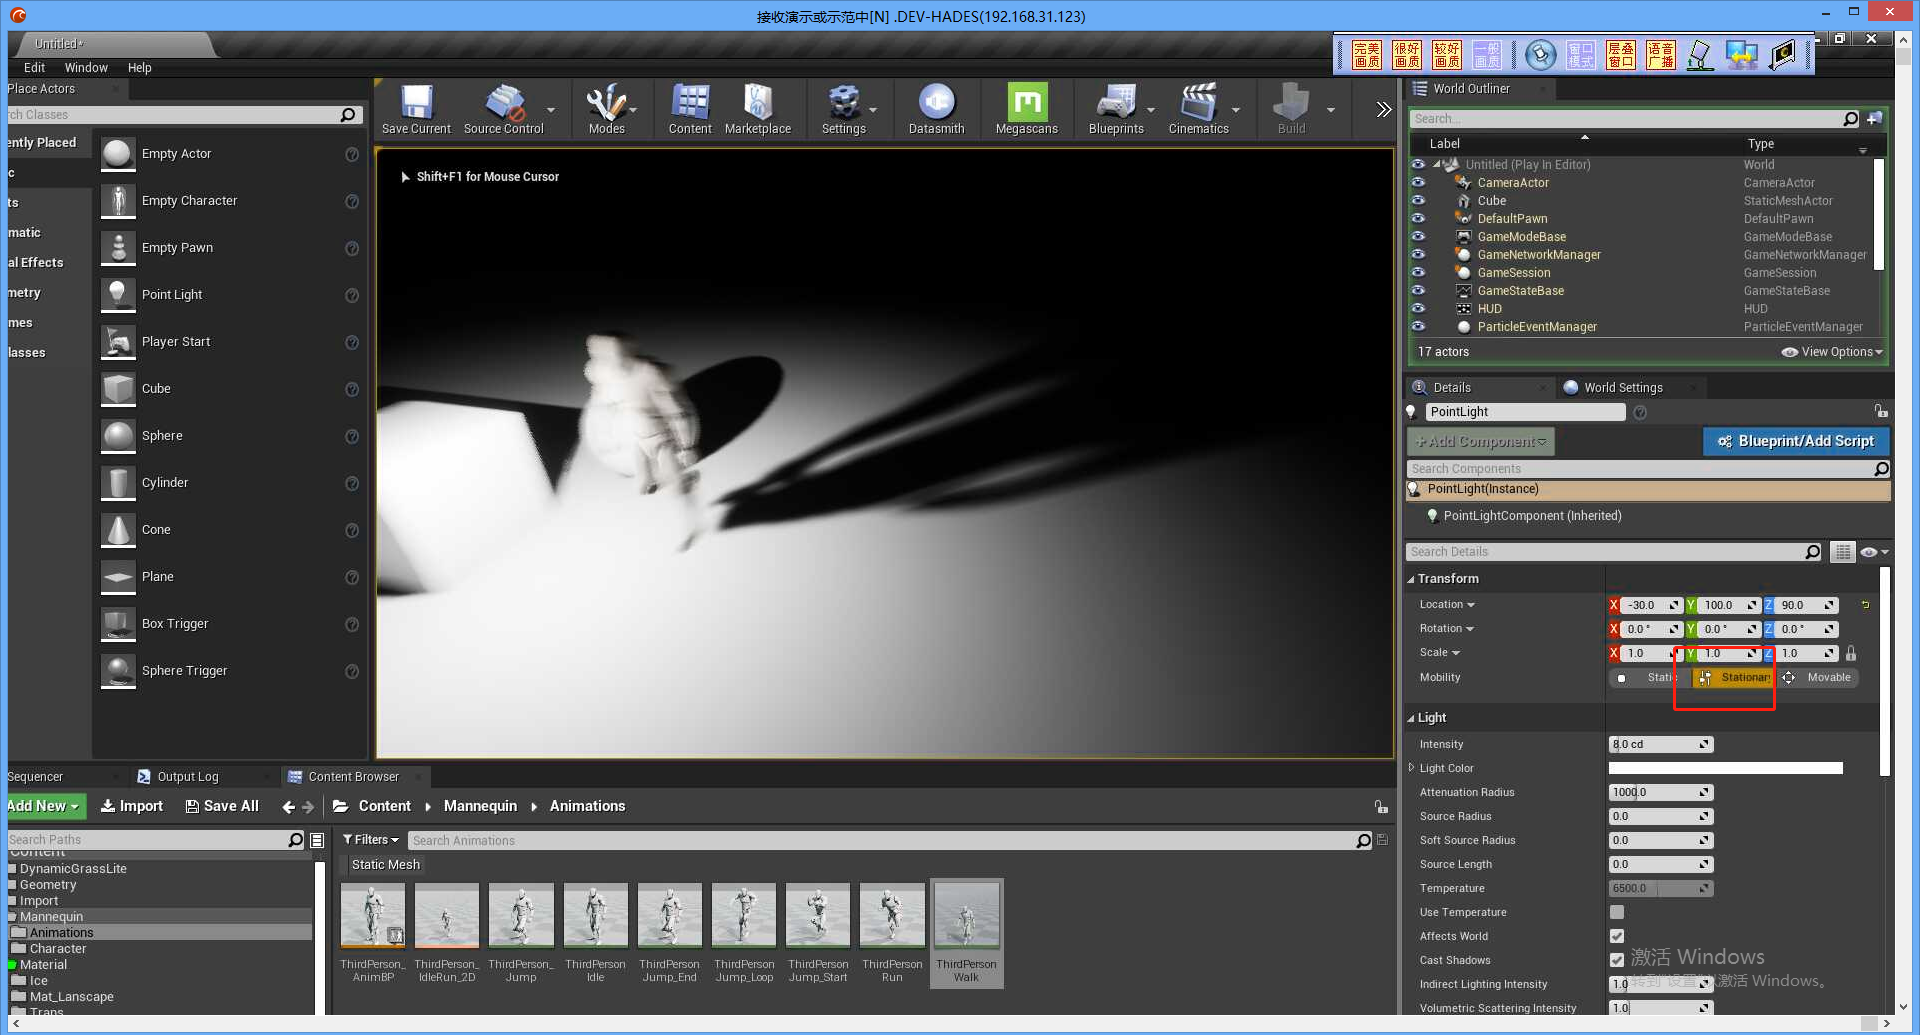 接收演示或示范中[N] .DEV-HADES(192.168.31.123)
Untitled*
完美画质
很好画质
较好画质
一般画质
窗口模式
层叠窗口
语音广播
Edit Window Help
Place Actors
rch Classes
ently Placed
c
ts
matic
al Effects
metry
mes
lasses
Empty Actor
Empty Character
Empty Pawn
Point Light
Player Start
Cube
Sphere
Cylinder
Cone
Plane
Box Trigger
Sphere Trigger
Save Current
Source Control
Modes
Content
Marketplace
Settings
Datasmith
Megascans
Blueprints
Cinematics
Build
Shift+F1 for Mouse Cursor
World Outliner
Search...
Label Type
Untitled (Play In Editor) World
CameraActor CameraActor
Cube StaticMeshActor
DefaultPawn DefaultPawn
GameModeBase GameModeBase
GameNetworkManager GameNetworkManager
GameSession GameSession
GameStateBase GameStateBase
HUD HUD
ParticleEventManager ParticleEventManager
17 actors View Options
Details World Settings
PointLight
+Add Component Blueprint/Add Script
Search Components
PointLight(Instance)
PointLightComponent (Inherited)
Search Details
Transform
Location X -30.0 Y 100.0 Z 90.0
Rotation X 0.0 ° Y 0.0 ° Z 0.0 °
Scale X 1.0 Y 1.0 Z 1.0
Mobility Static Stationary Movable
Light
Intensity 8.0 cd
Light Color
Attenuation Radius 1000.0
Source Radius 0.0
Soft Source Radius 0.0
Source Length 0.0
Temperature 6500.0
Use Temperature
Affects World
Cast Shadows
Indirect Lighting Intensity 1.0
Volumetric Scattering Intensity 1.0
激活 Windows
转到"设置"以激活 Windows。
Sequencer Output Log Content Browser
Add New Import Save All Content Mannequin Animations
Search Paths
Filters Search Animations
Static Mesh
Content
DynamicGrassLite
Geometry
Import
Mannequin
Animations
Character
Material
Ice
Mat_Lanscape
Trans
ThirdPerson_
AnimBP
ThirdPerson_
IdleRun_2D
ThirdPerson_
Jump
ThirdPerson
Idle
ThirdPerson
Jump_End
ThirdPerson
Jump_Loop
ThirdPerson
Jump_Start
ThirdPerson
Run
ThirdPerson
Walk